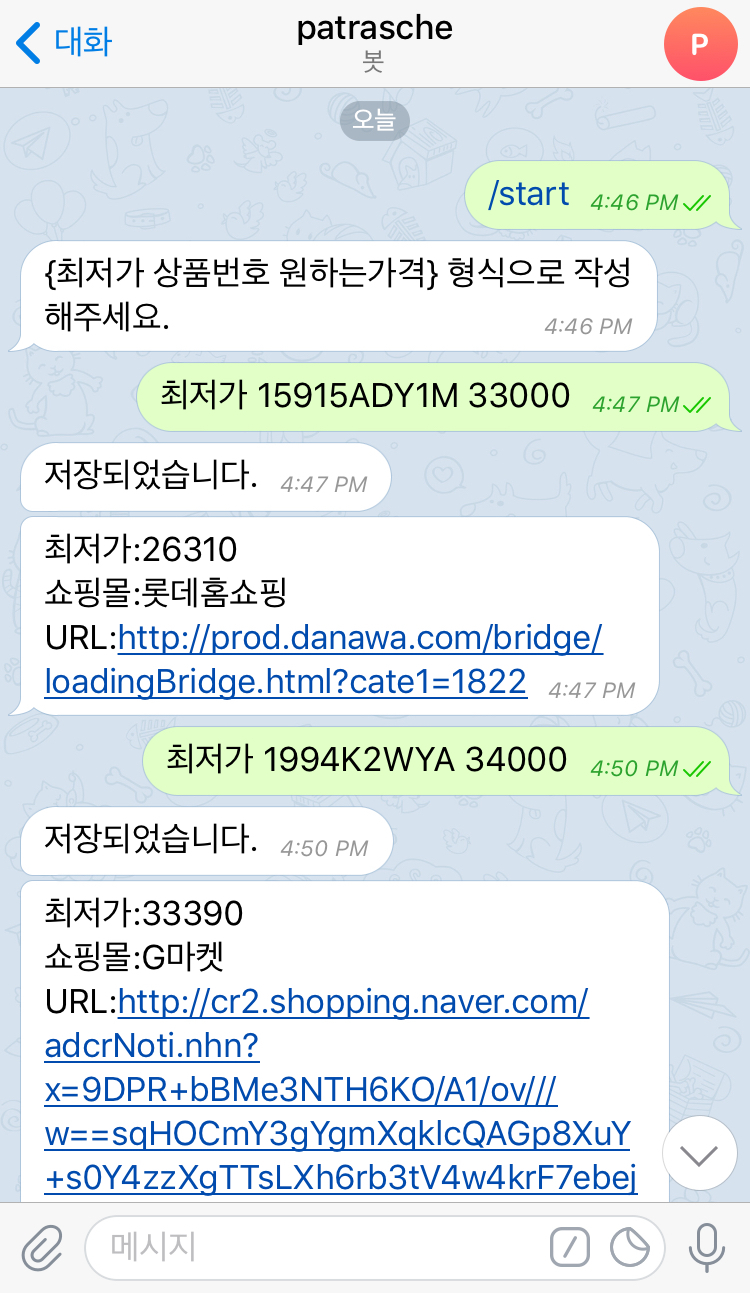 대화
patrasche
봇
P
오늘
/start 4:46 PM
{최저가 상품번호 원하는가격} 형식으로 작성
해주세요. 4:46 PM
최저가 15915ADY1M 33000 4:47 PM
저장되었습니다. 4:47 PM
최저가:26310
쇼핑몰:롯데홈쇼핑
URL:http://prod.danawa.com/bridge/
loadingBridge.html?cate1=1822 4:47 PM
최저가 1994K2WYA 34000 4:50 PM
저장되었습니다. 4:50 PM
최저가:33390
쇼핑몰:G마켓
URL:http://cr2.shopping.naver.com/
adcrNoti.nhn?
x=9DPR+bBMe3NTH6KO/A1/ov///
w==sqHOCmY3gYgmXqklcQAGp8XuY
+s0Y4zzXgTTsLXh6rb3tV4w4krF7ebej
메시지